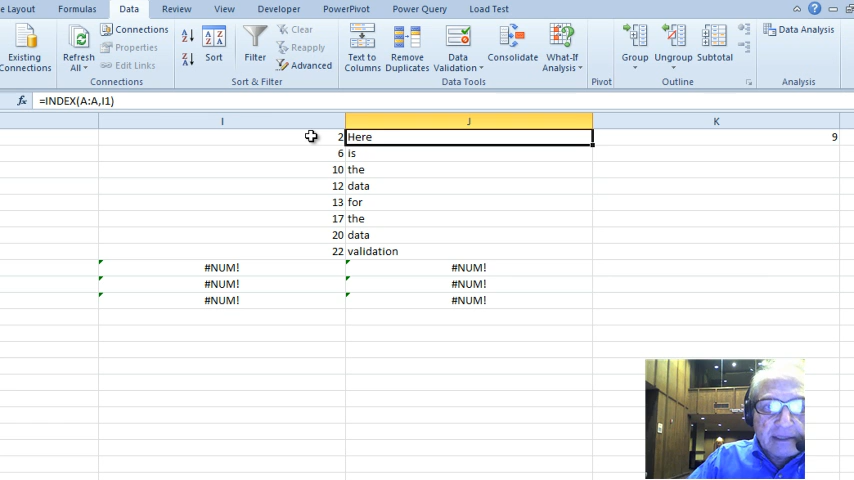 e Layout Formulas Data Review View Developer PowerPivot Power Query Load Test
Existing Connections
Refresh All
Connections
Properties
Edit Links
Connections
Sort
Filter
Clear
Reapply
Advanced
Sort & Filter
Text to Columns
Remove Duplicates
Data Validation
Consolidate
What-If Analysis
Data Tools
Pivot
Group
Ungroup
Subtotal
Outline
Data Analysis
Analysis
fx =INDEX(A:A,I1)
I J K
2 Here 9
6 is
10 the
12 data
13 for
17 the
20 data
22 validation
#NUM! #NUM!
#NUM! #NUM!
#NUM! #NUM!